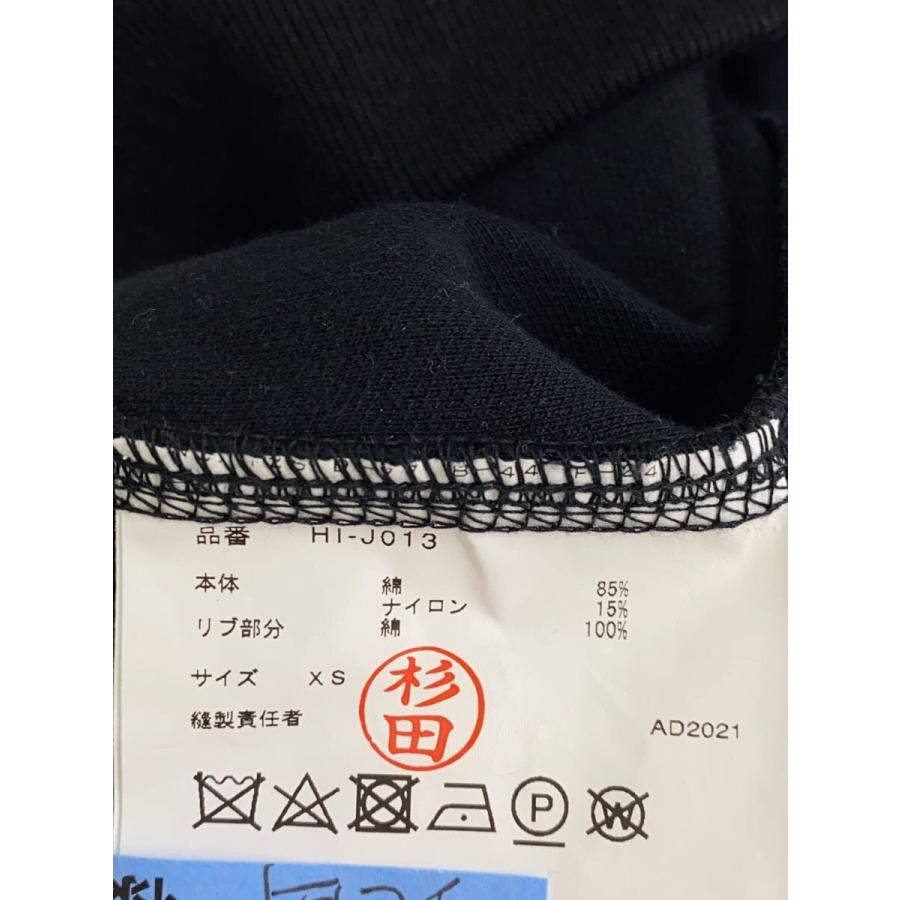 品番 HI-J013
本体 綿 85%
ナイロン 15%
リブ部分 綿 100%
サイズ XS
杉田
縫製責任者 AD2021
P
W